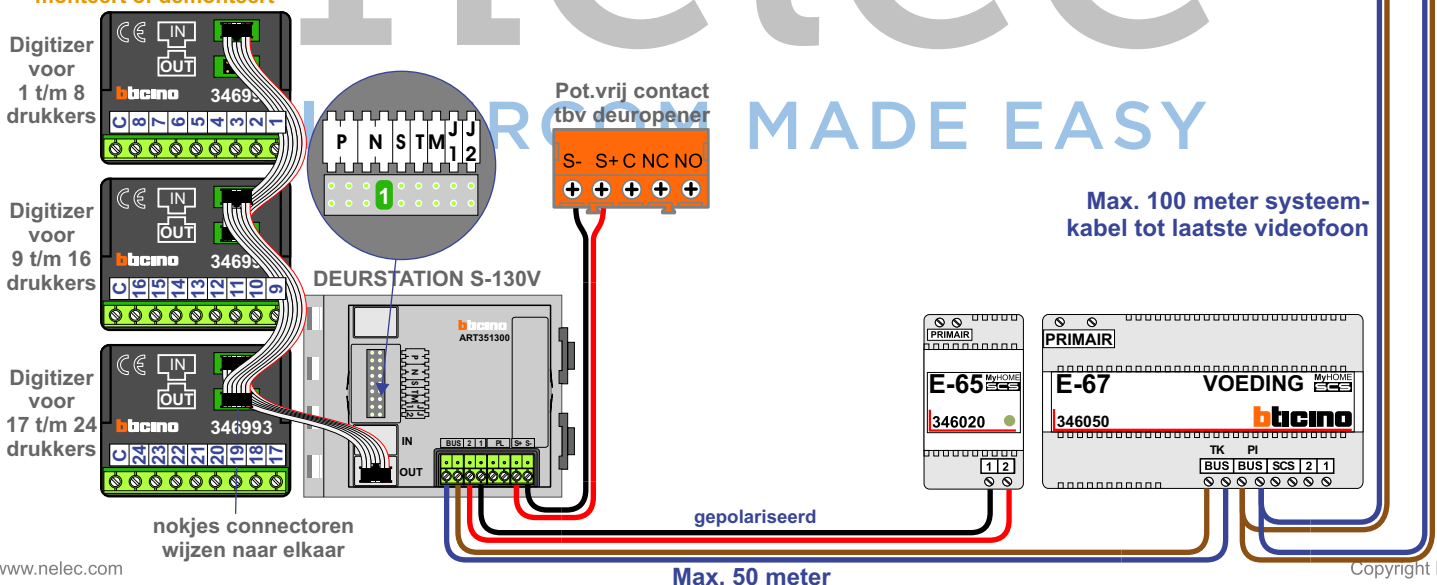 Digitizer
voor
1 t/m 8
drukkers
IN
OUT
bticino
C 8 7 6 5 4 3 2 1
Digitizer
voor
9 t/m 16
drukkers
IN
OUT
bticino
C 16 15 14 13 12 11 10 9
Digitizer
voor
17 t/m 24
drukkers
IN
OUT
bticino 346993
C 24 23 22 21 20 19 18 17
nokjes connectoren
wijzen naar elkaar
P N S T M J1 J2
1
MADE EASY
Pot.vrij contact
tbv deuropener
S- S+ C NC NO
DEURSTATION S-130V
bticino
ART351300
P N S T M J1 J2
IN
OUT
BUS 2 1 PL S+ S-
Max. 100 meter systeem-
kabel tot laatste videofoon
PRIMAIR
E-65 MyHOME SCS
346020
1 2
PRIMAIR
E-67 VOEDING MyHOME SCS
346050 bticino
TK PI
BUS BUS SCS 2 1
gepolariseerd
Max. 50 meter
www.nelec.com
Copyright